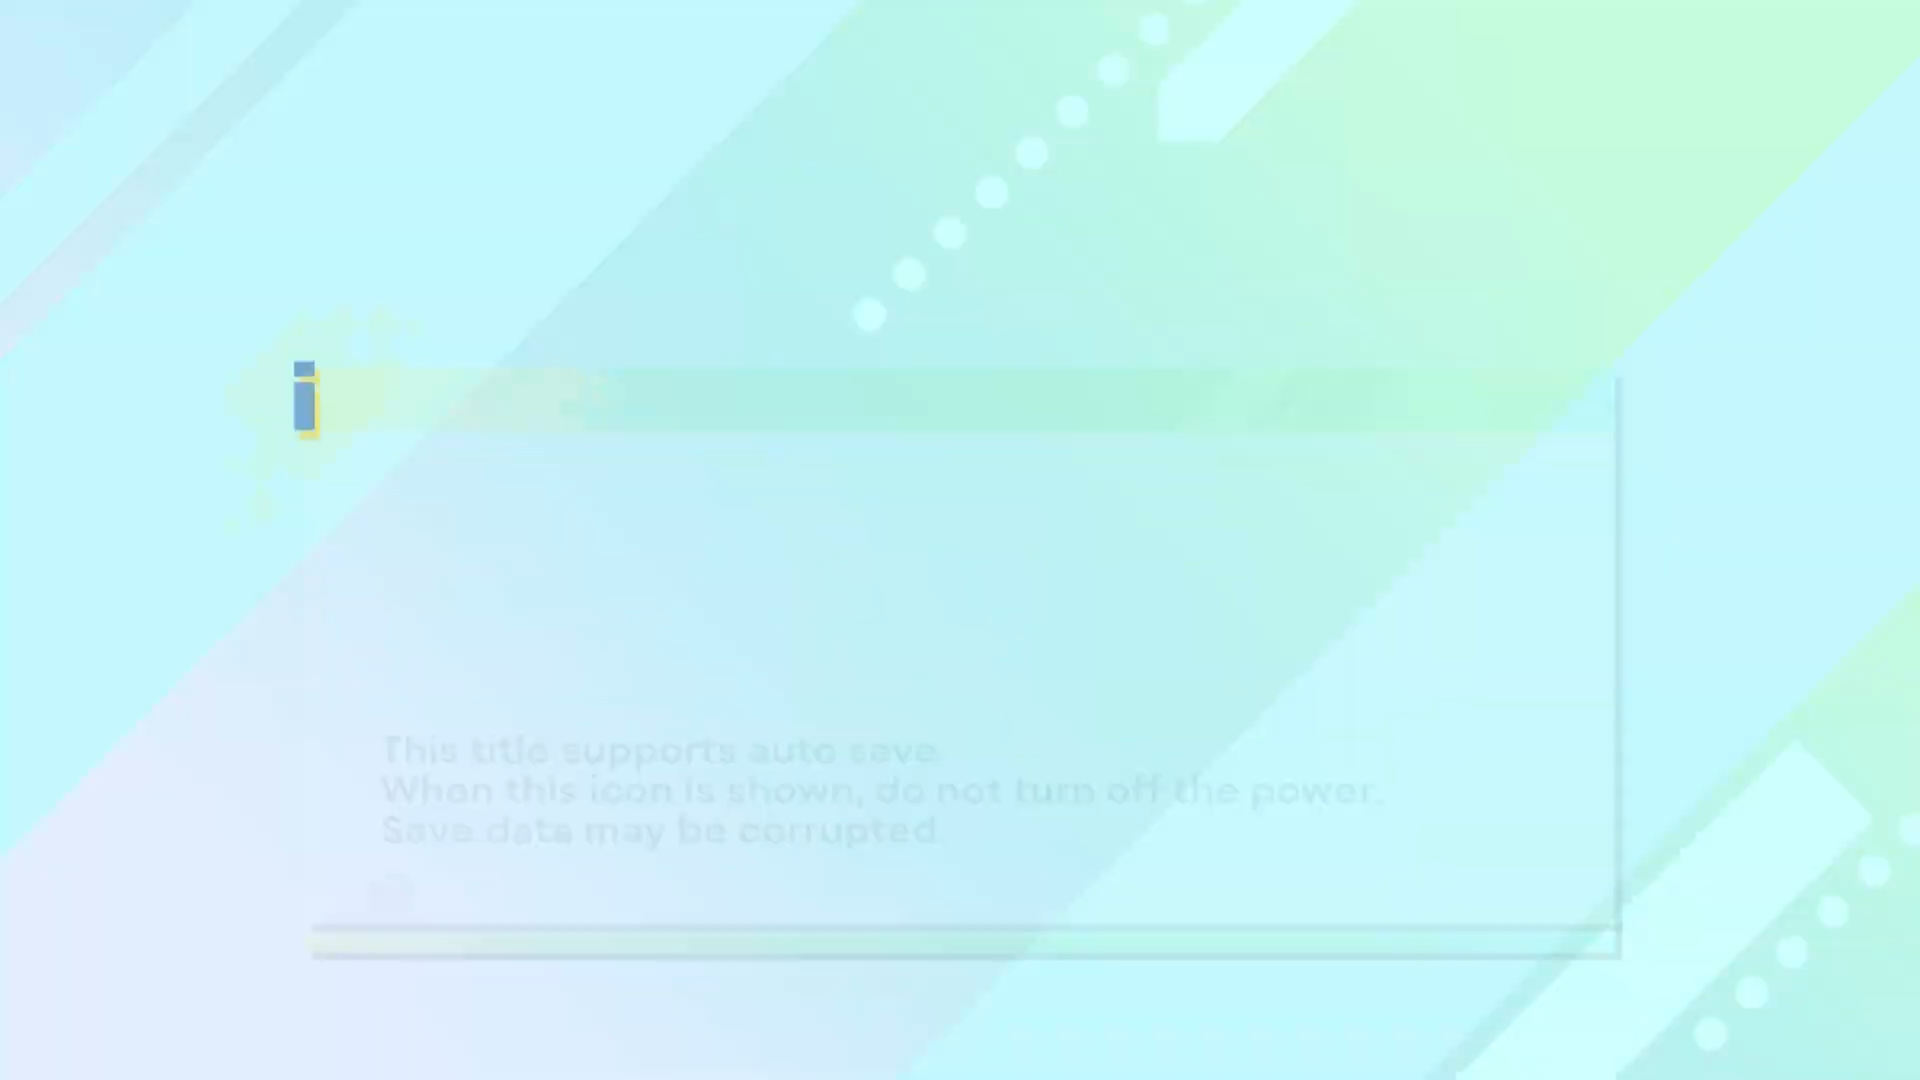 This title supports auto save.
When this icon is shown, do not turn off the power.
Save data may be corrupted.